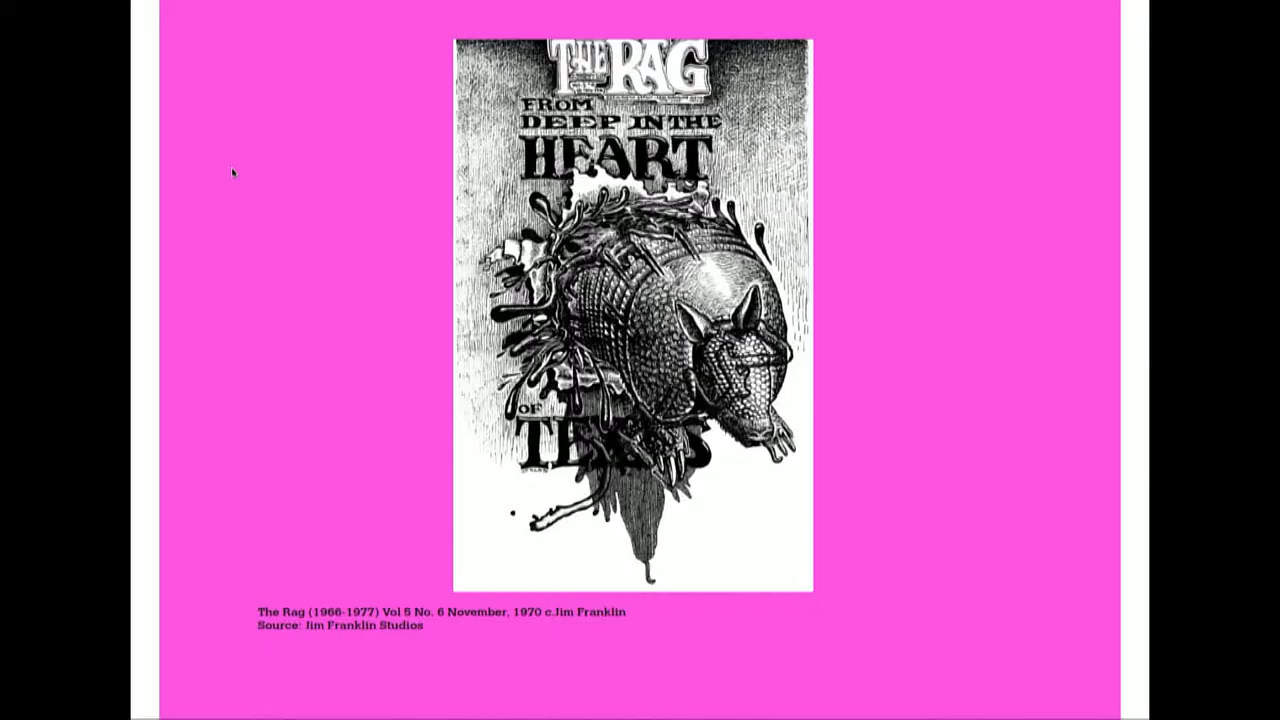 THE RAG
FROM
DEEP IN THE
HEART
OF
The Rag (1966-1977) Vol 5 No. 6 November, 1970 c.Jim Franklin
Source: Jim Franklin Studios